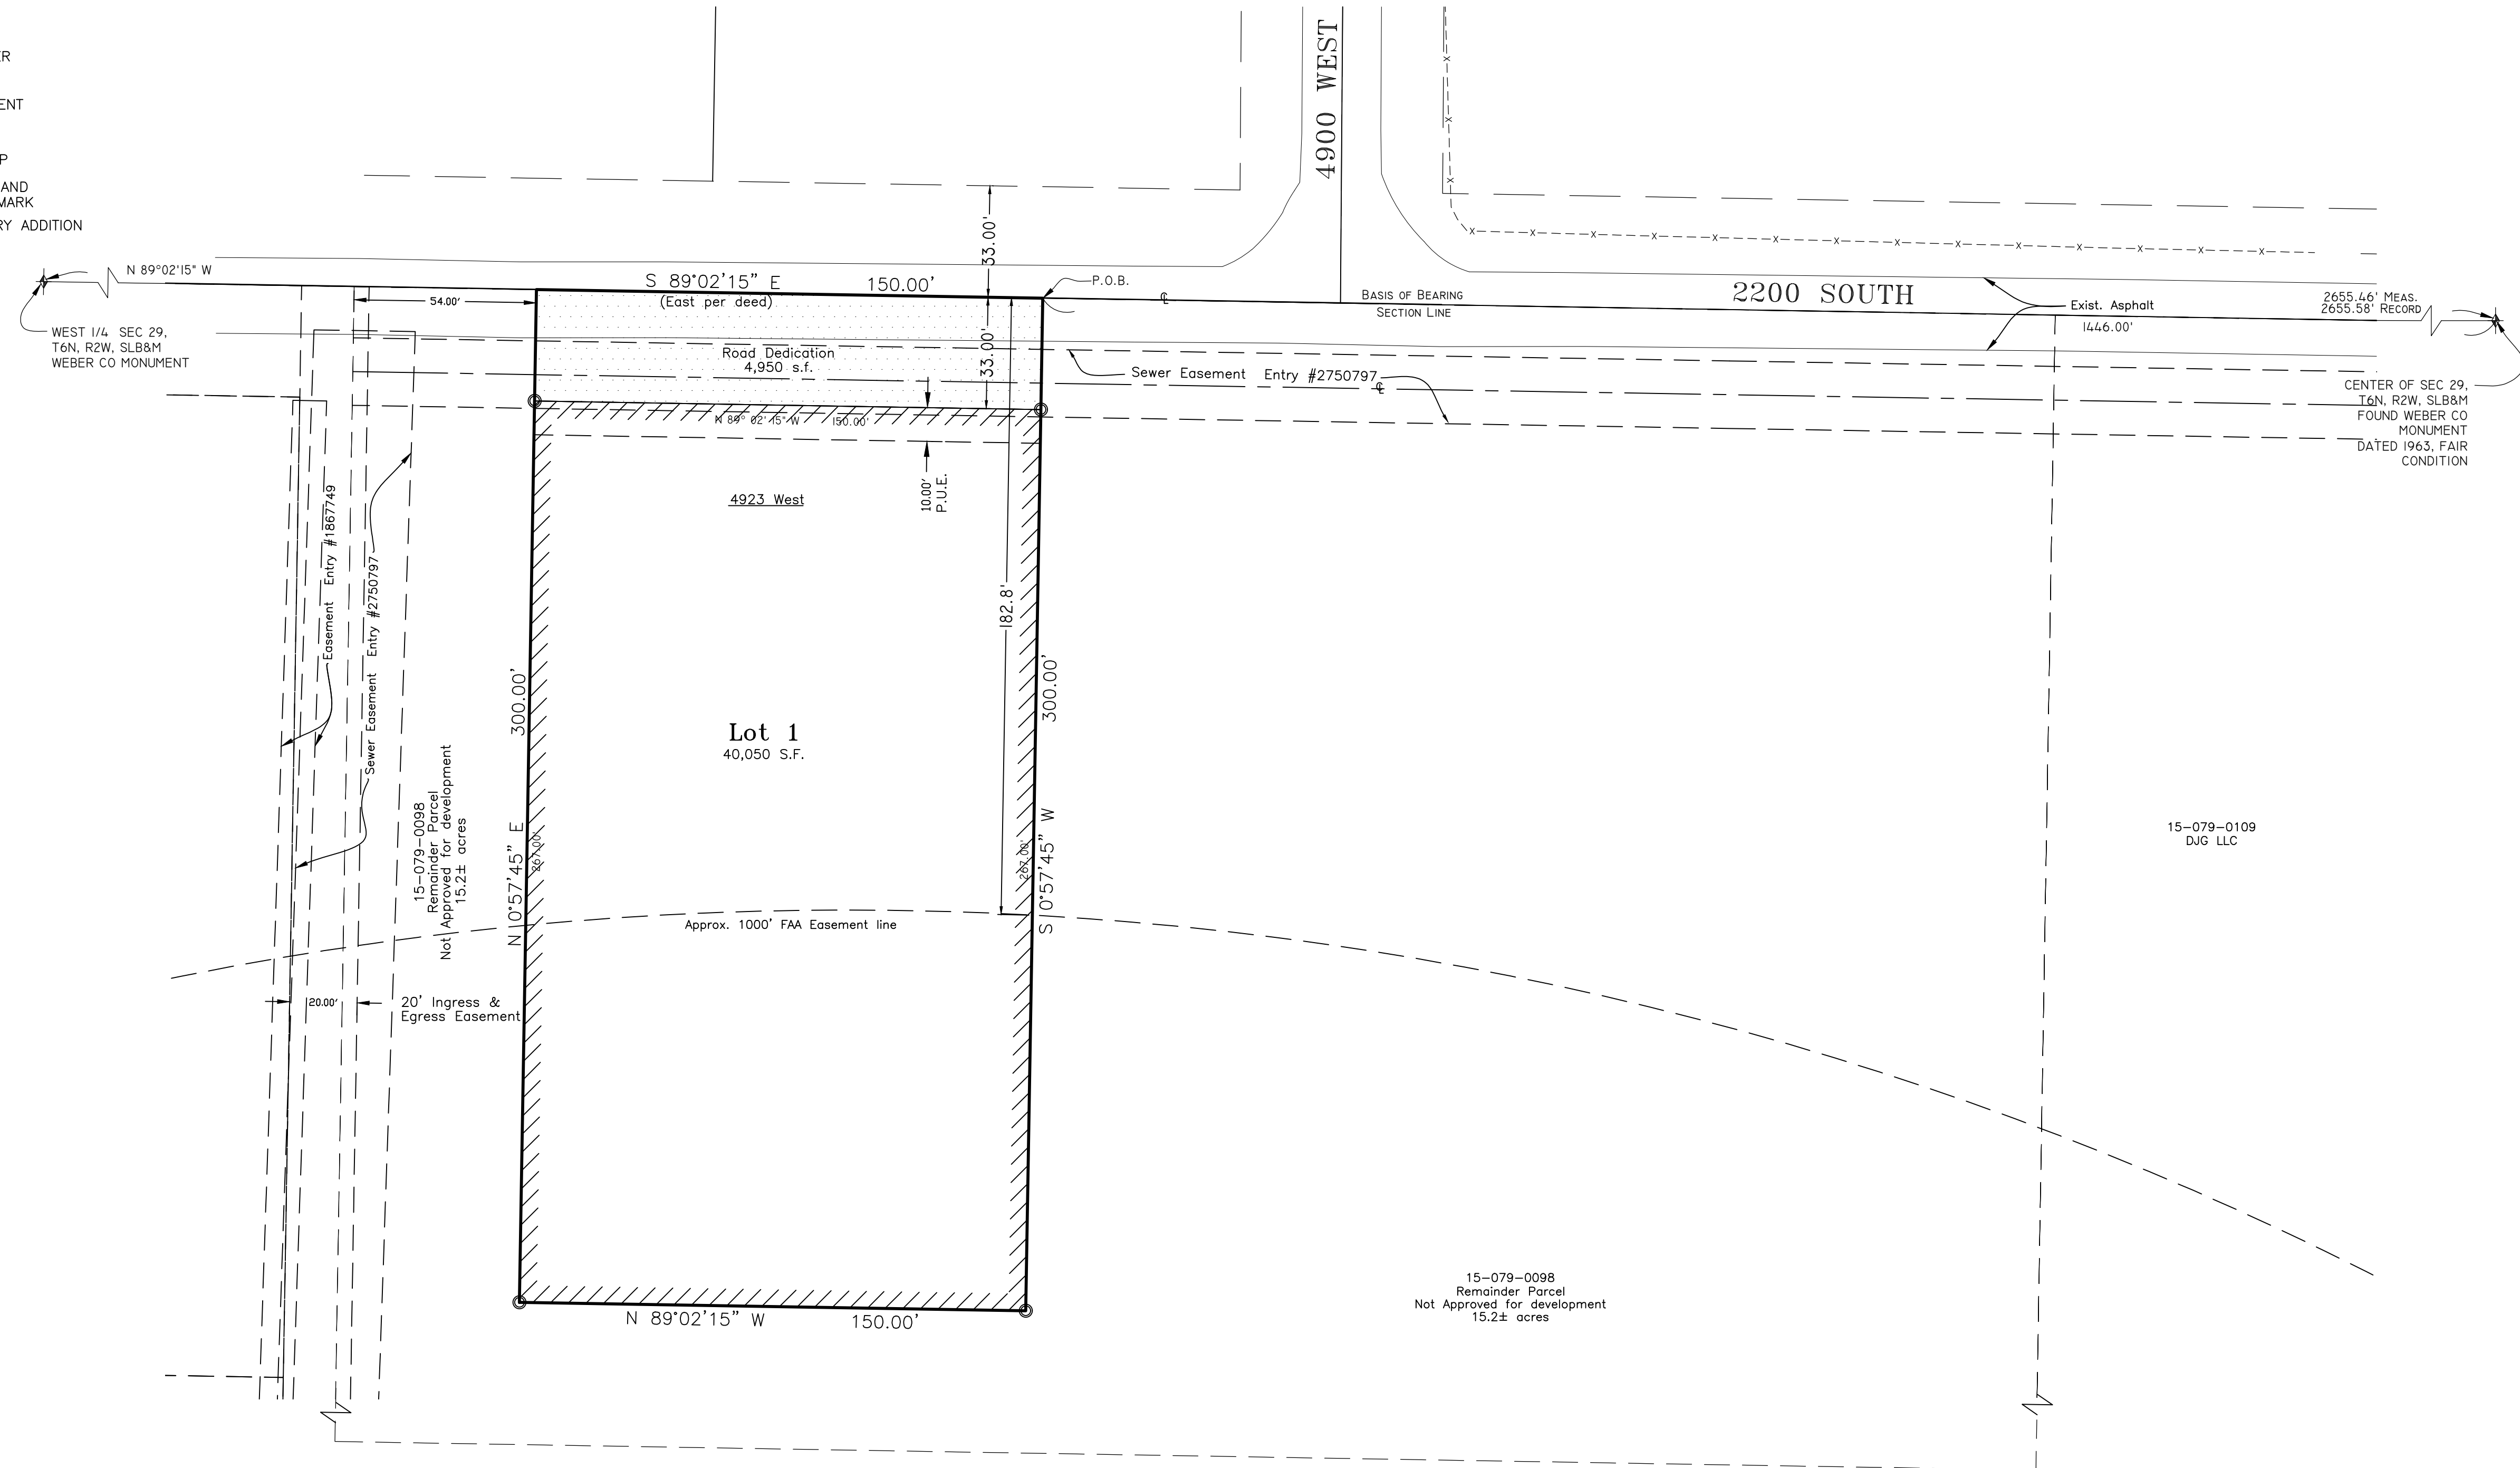 ER
ENT
P
AND
MARK
RY ADDITION
4900 WEST
N 89°02'15" W
S 89°02'15" E 150.00'
(East per deed)
54.00'
33.00'
33.00'
P.O.B.
℄
BASIS OF BEARING
SECTION LINE
2200 SOUTH
Exist. Asphalt
1446.00'
2655.46' MEAS.
2655.58' RECORD
WEST 1/4 SEC 29,
T6N, R2W, SLB&M
WEBER CO MONUMENT
Road Dedication
4,950 s.f.
Sewer Easement Entry #2750797
℄
CENTER OF SEC 29,
T6N, R2W, SLB&M
FOUND WEBER CO
MONUMENT
DATED 1963, FAIR
CONDITION
N 89° 02' 15" W 150.00'
10.00'
P.U.E.
4923 West
182.8'
Easement Entry #1867749
Sewer Easement Entry #2750797
300.00'
300.00'
Lot 1
40,050 S.F.
15-079-0098
Remainder Parcel
Not Approved for development
15.2± acres
N 0°57'45" E
267.00'
267.00'
S 0°57'45" W
15-079-0109
DJG LLC
Approx. 1000' FAA Easement line
20.00'
20' Ingress &
Egress Easement
15-079-0098
Remainder Parcel
Not Approved for development
15.2± acres
N 89°02'15" W 150.00'